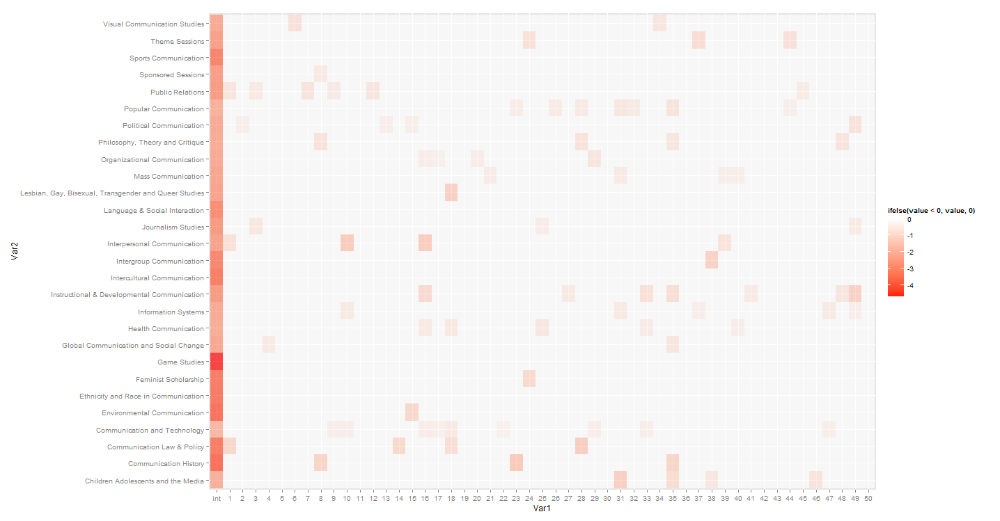 Visual Communication Studies
Theme Sessions
Sports Communication
Sponsored Sessions
Public Relations
Popular Communication
Political Communication
Philosophy, Theory and Critique
Organizational Communication
Mass Communication
Lesbian, Gay, Bisexual, Transgender and Queer Studies
Language & Social Interaction
Journalism Studies
Interpersonal Communication
Intergroup Communication
Intercultural Communication
Instructional & Developmental Communication
Information Systems
Health Communication
Global Communication and Social Change
Game Studies
Feminist Scholarship
Ethnicity and Race in Communication
Environmental Communication
Communication and Technology
Communication Law & Policy
Communication History
Children Adolescents and the Media
Var2
int 1 2 3 4 5 6 7 8 9 10 11 12 13 14 15 16 17 18 19 20 21 22 23 24 25 26 27 28 29 30 31 32 33 34 35 36 37 38 39 40 41 42 43 44 45 46 47 48 49 50
Var1
ifelse(value < 0, value, 0)
0
-1
-2
-3
-4